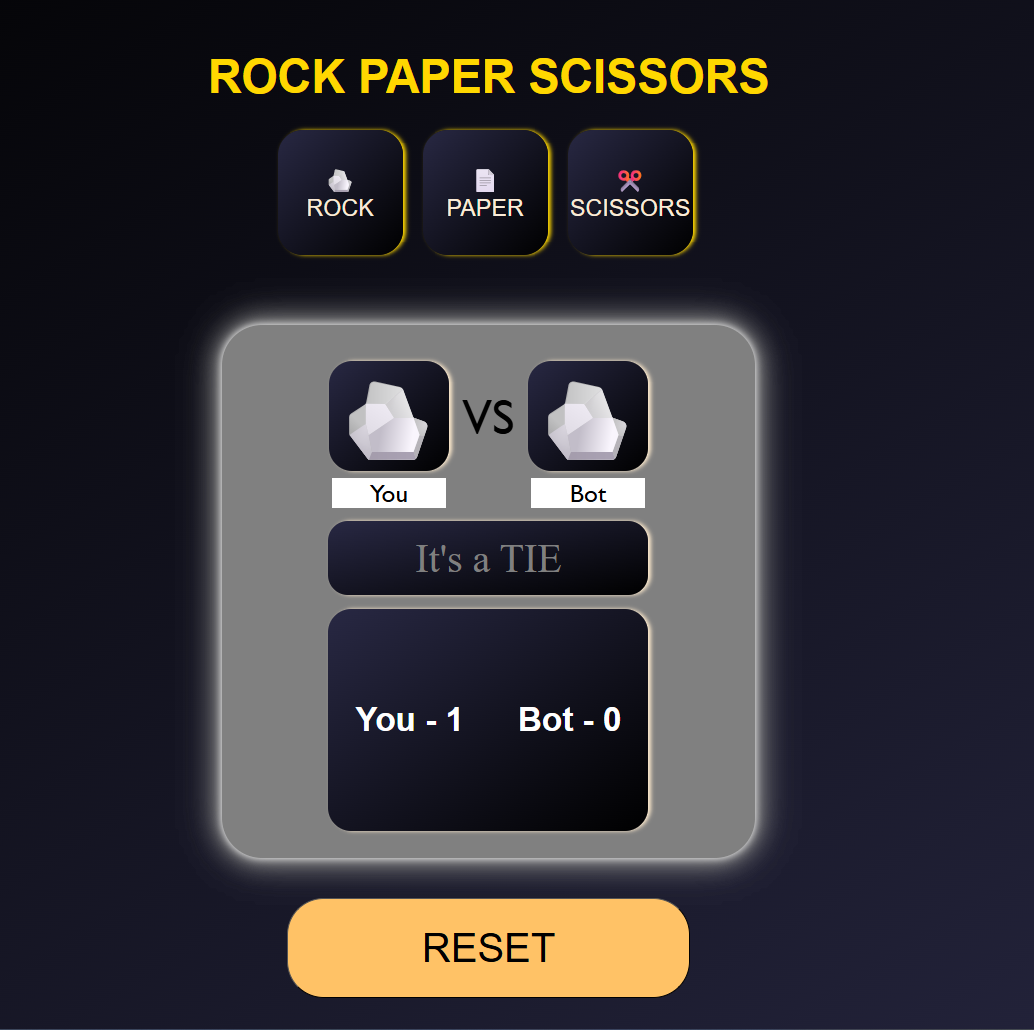 ROCK PAPER SCISSORS
ROCK PAPER SCISSORS
VS
You Bot
It's a TIE
You - 1 Bot - 0
RESET